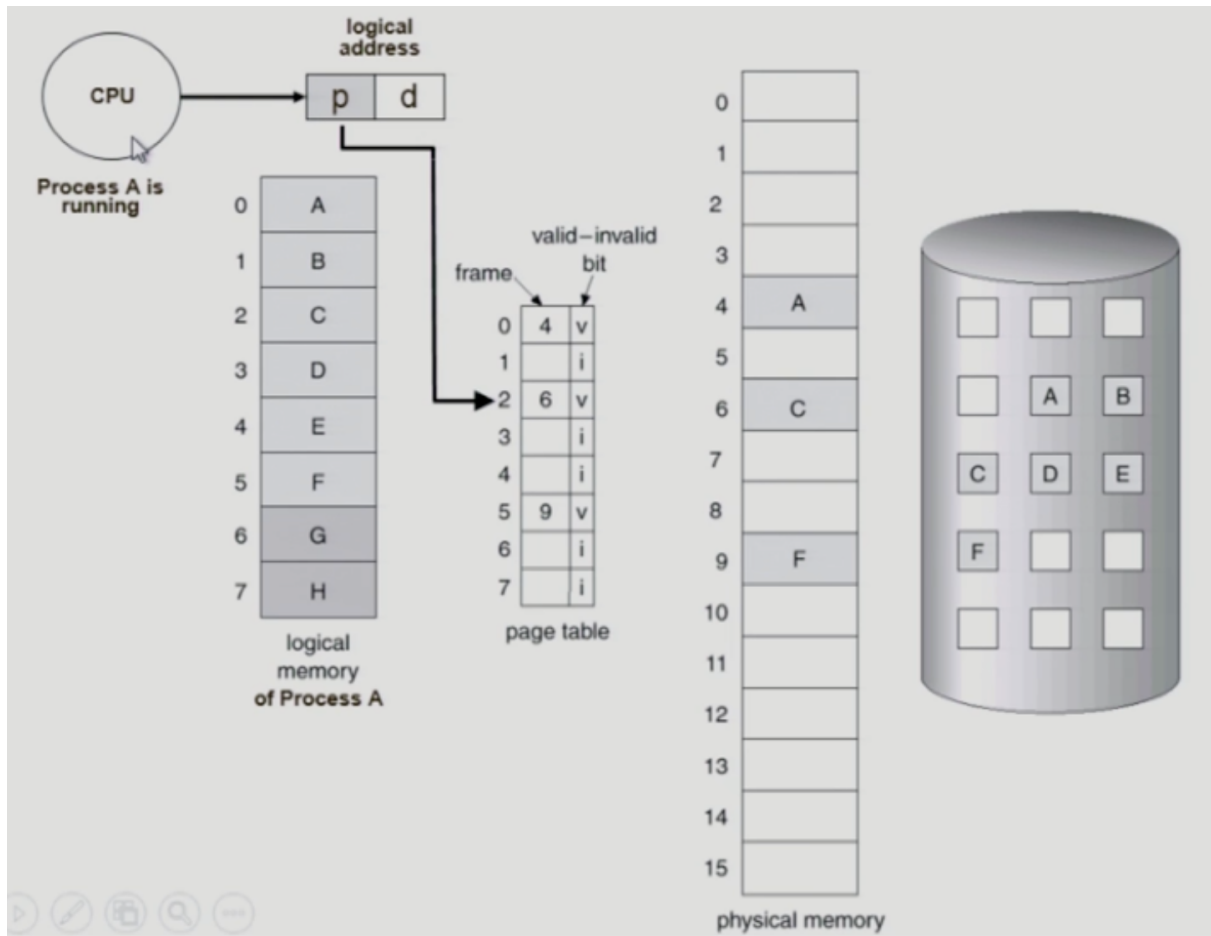 logical
address
CPU
p d
Process A is
running
0 A
1 B
2 C
3 D
4 E
5 F
6 G
7 H
logical
memory
of Process A
valid–invalid
bit
frame
0 4 v
1 i
2 6 v
3 i
4 i
5 9 v
6 i
7 i
page table
0
1
2
3
4 A
5
6 C
7
8
9 F
10
11
12
13
14
15
physical memory
A B
C D E
F